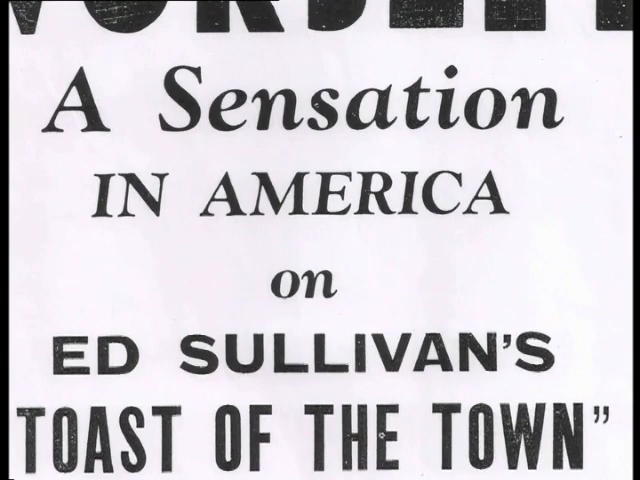 A Sensation
IN AMERICA
on
ED SULLIVAN'S
TOAST OF THE TOWN”